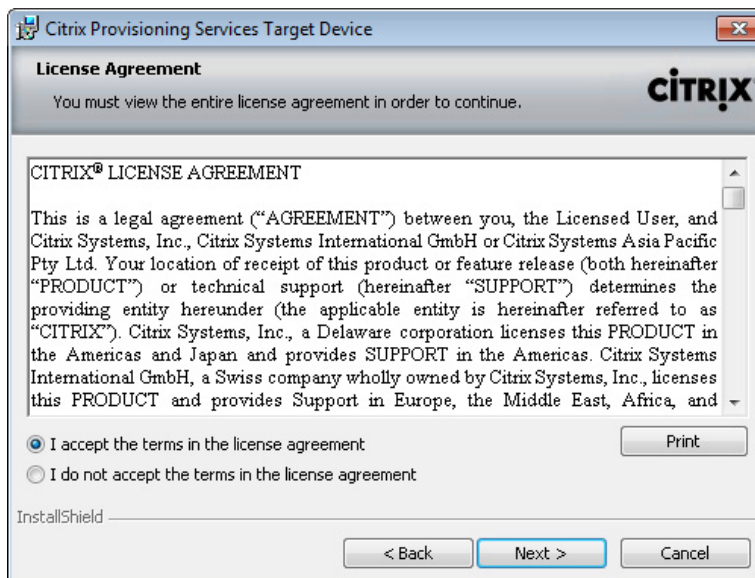 Citrix Provisioning Services Target Device
License Agreement
You must view the entire license agreement in order to continue.
CİTRIX
CITRIX® LICENSE AGREEMENT
This is a legal agreement (“AGREEMENT”) between you, the Licensed User, and
Citrix Systems, Inc., Citrix Systems International GmbH or Citrix Systems Asia Pacific
Pty Ltd. Your location of receipt of this product or feature release (both hereinafter
“PRODUCT”) or technical support (hereinafter “SUPPORT”) determines the
providing entity hereunder (the applicable entity is hereinafter referred to as
“CITRIX”). Citrix Systems, Inc., a Delaware corporation licenses this PRODUCT in
the Americas and Japan and provides SUPPORT in the Americas. Citrix Systems
International GmbH, a Swiss company wholly owned by Citrix Systems, Inc., licenses
this PRODUCT and provides Support in Europe, the Middle East, Africa, and
I accept the terms in the license agreement
Print
I do not accept the terms in the license agreement
InstallShield
< Back
Next >
Cancel